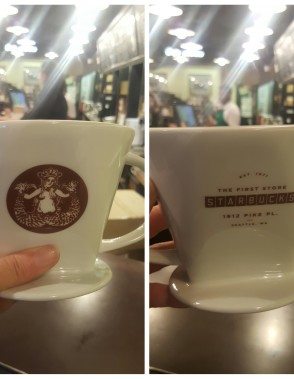 EST. 1971
THE FIRST STORE
STARBUCKS
1912 PIKE PL.
SEATTLE, WA